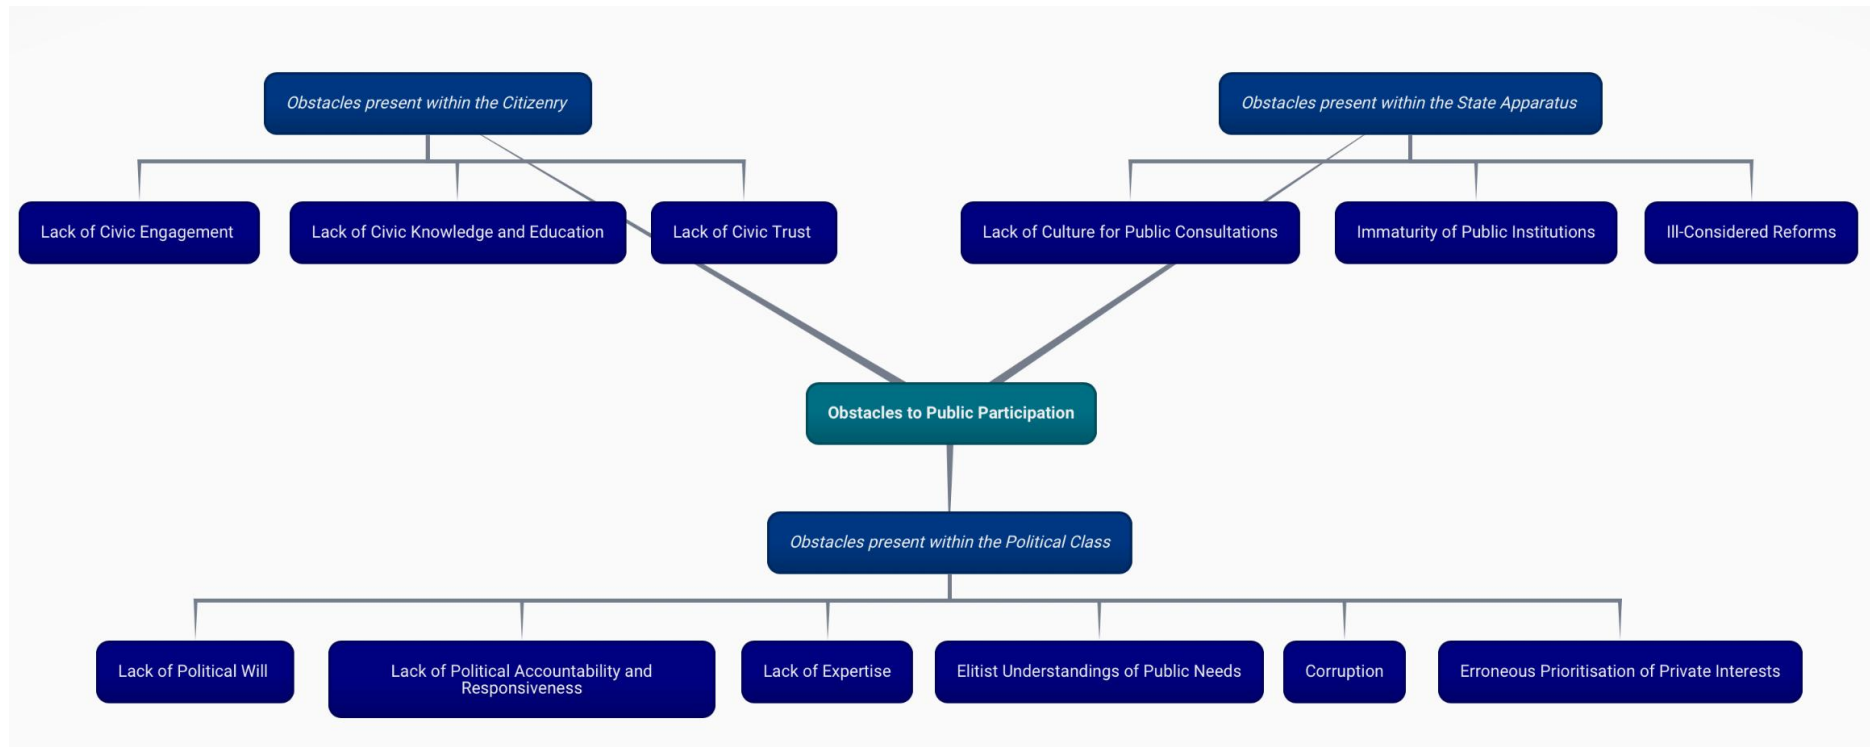 Obstacles present within the Citizenry
Obstacles present within the State Apparatus
Lack of Civic Engagement
Lack of Civic Knowledge and Education
Lack of Civic Trust
Lack of Culture for Public Consultations
Immaturity of Public Institutions
Ill-Considered Reforms
Obstacles to Public Participation
Obstacles present within the Political Class
Lack of Political Will
Lack of Political Accountability and
Responsiveness
Lack of Expertise
Elitist Understandings of Public Needs
Corruption
Erroneous Prioritisation of Private Interests